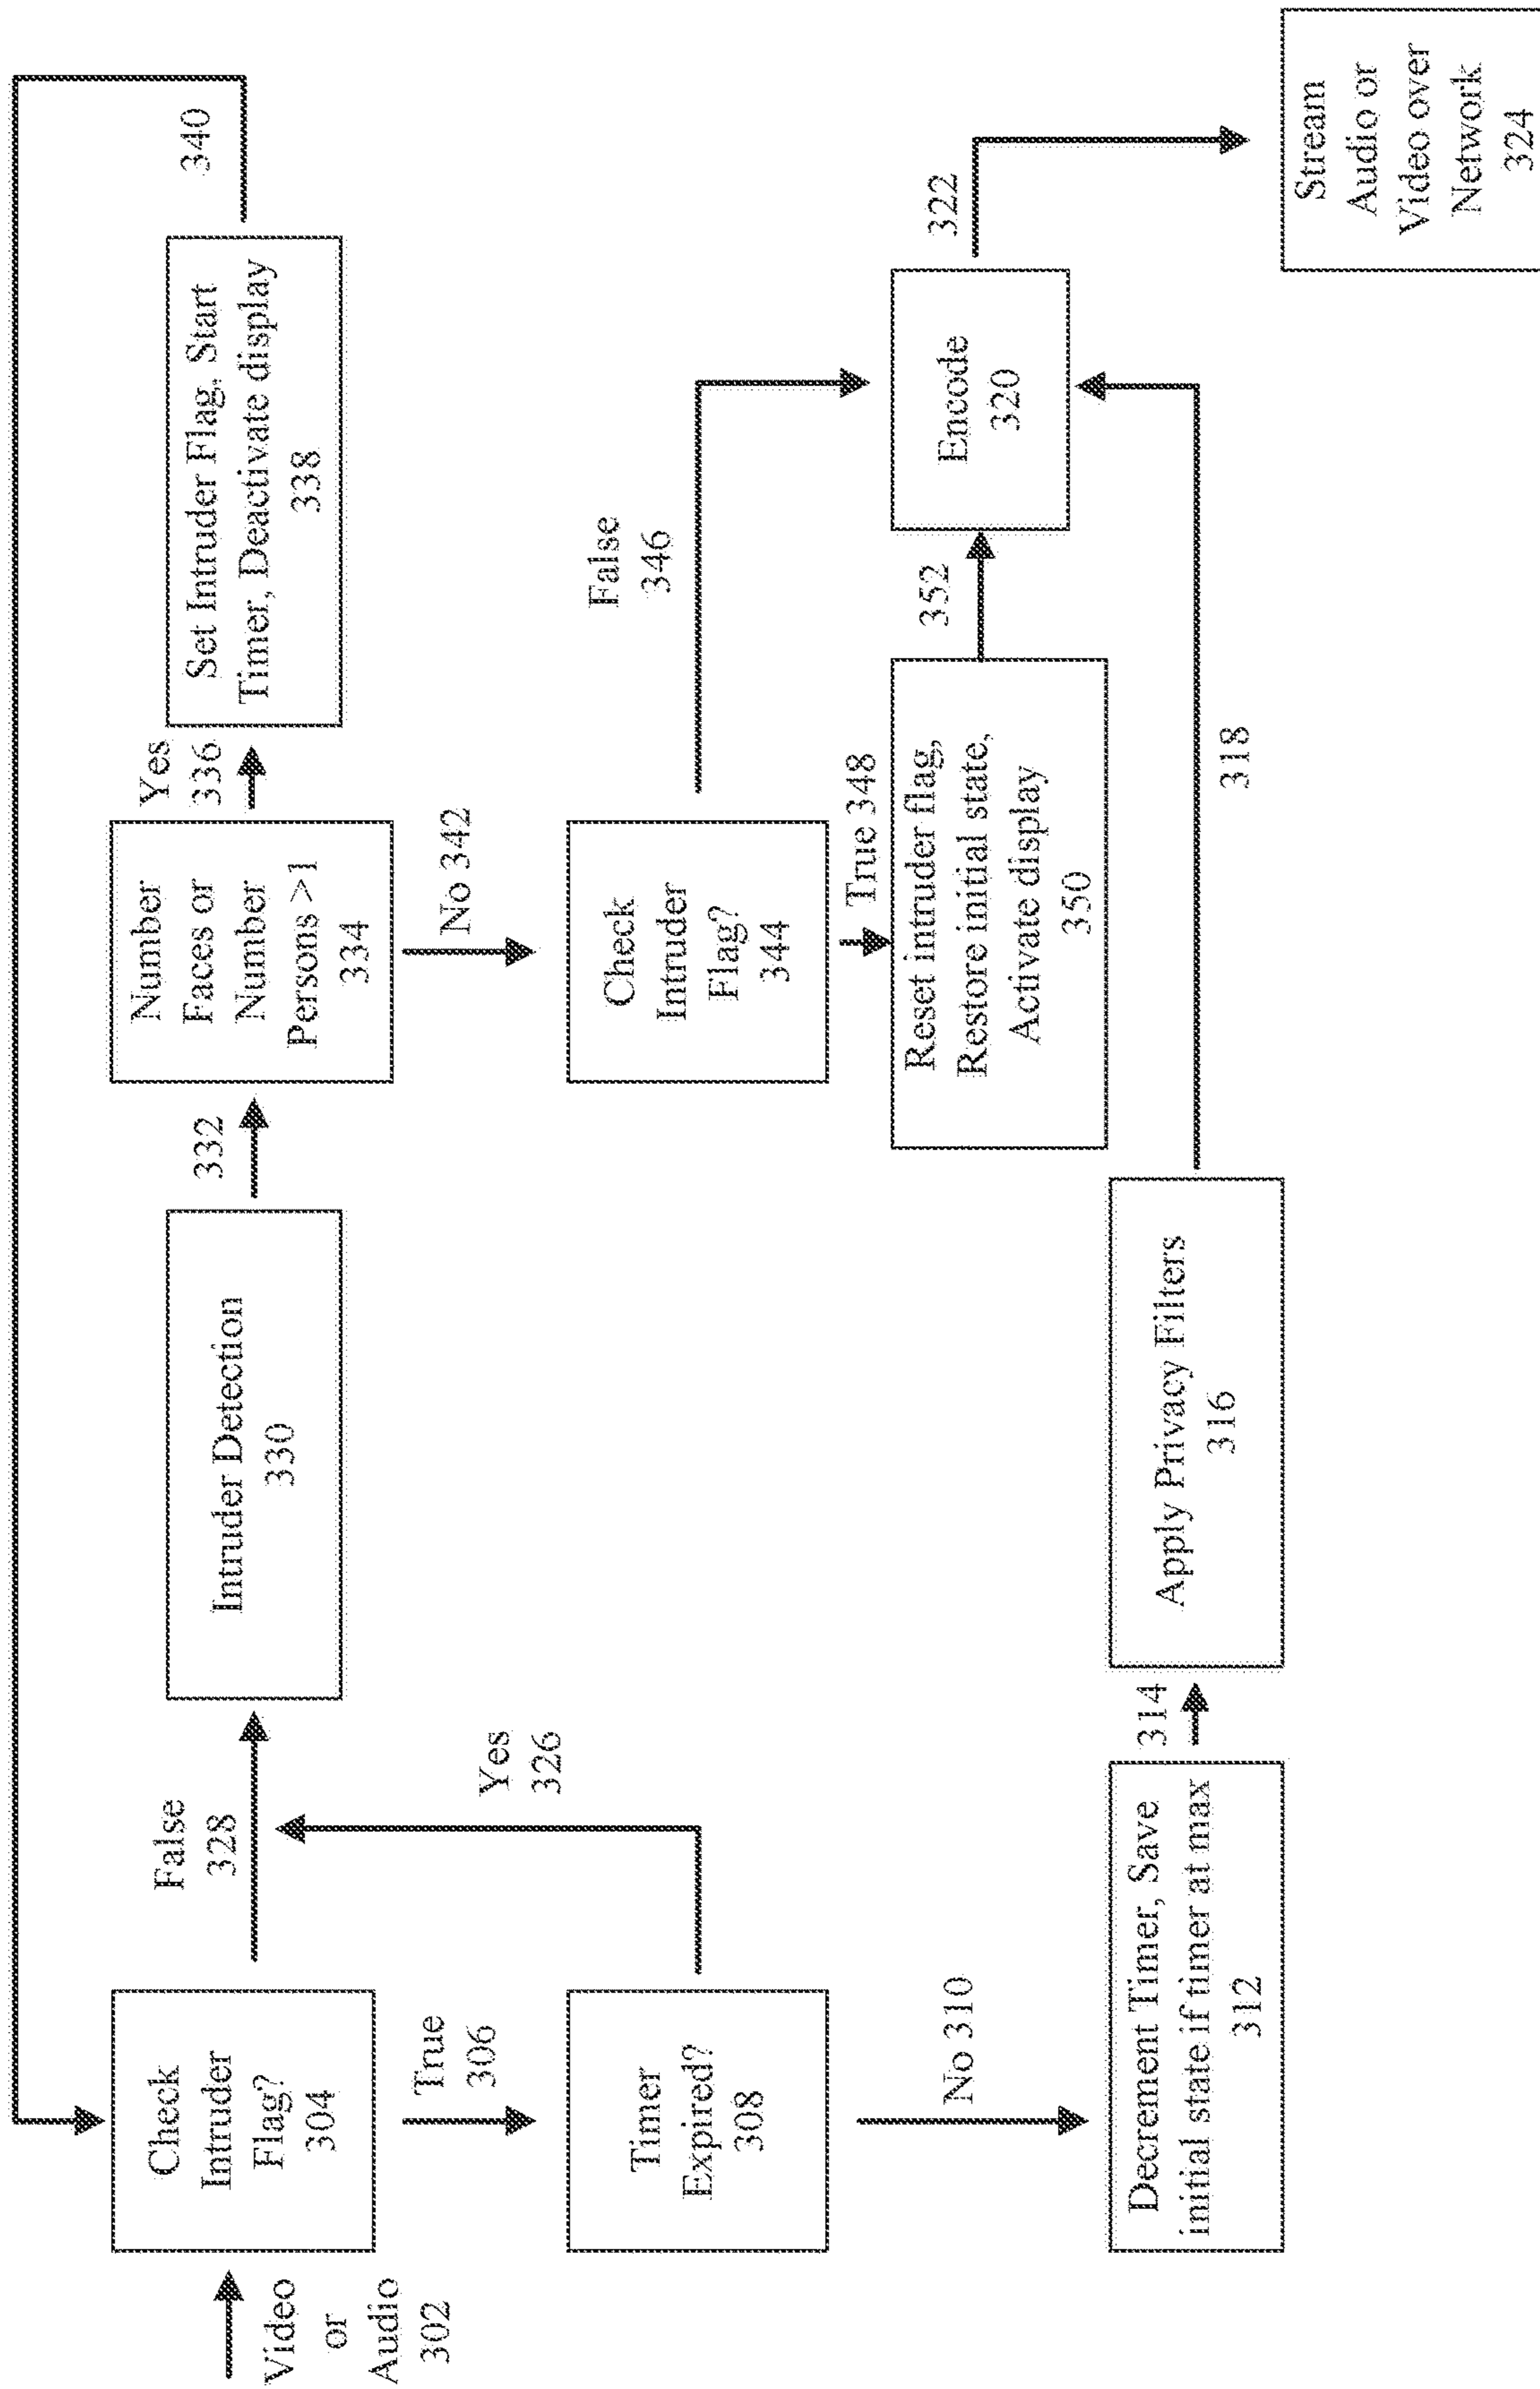 Video
or
Audio
302
Check
Intruder
Flag?
304
False
328
True
306
Timer
Expired?
308
Yes
326
No 310
Decrement Timer, Save
initial state if timer at max
312
314
Apply Privacy Filters
316
318
Intruder Detection
330
332
Number
Faces or
Number
Persons >1
334
Yes
336
Set Intruder Flag, Start
Timer, Deactivate display
338
340
No 342
Check
Intruder
Flag?
344
False
346
True 348
Reset intruder flag,
Restore initial state,
Activate display
350
352
Encode
320
322
Stream
Audio or
Video over
Network
324